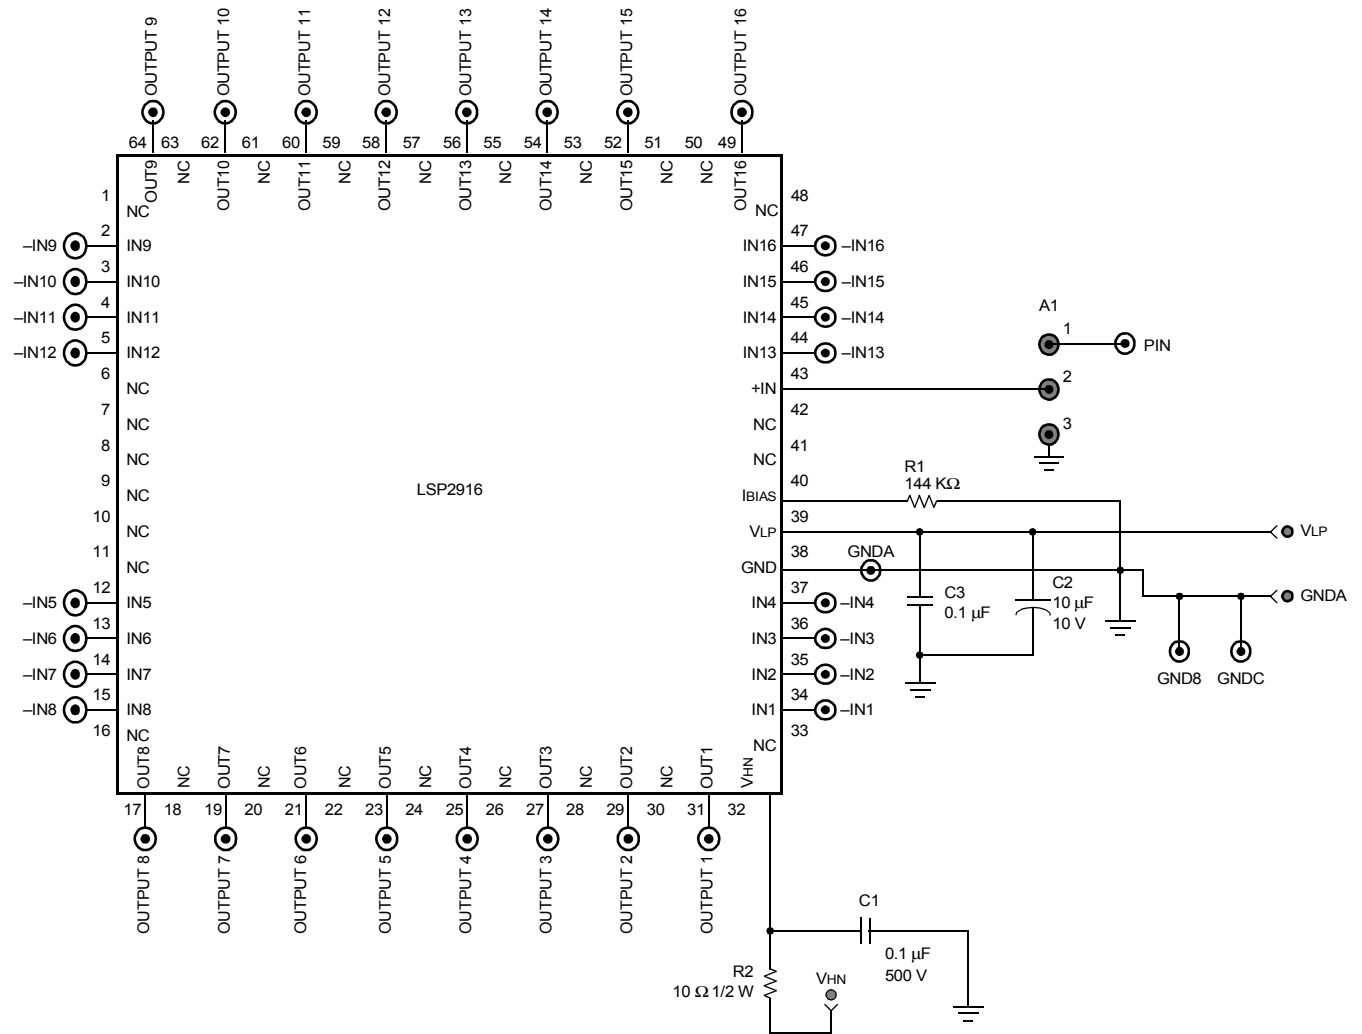 OUTPUT 9
OUTPUT 10
OUTPUT 11
OUTPUT 12
OUTPUT 13
OUTPUT 14
OUTPUT 15
OUTPUT 16
64 63 62 61 60 59 58 57 56 55 54 53 52 51 50 49
OUT9 NC OUT10 NC OUT11 NC OUT12 NC OUT13 NC OUT14 NC OUT15 NC NC OUT16
1 NC
–IN9 2 IN9
–IN10 3 IN10
–IN11 4 IN11
–IN12 5 IN12
6 NC
7 NC
8 NC
9 NC
10 NC
11 NC
–IN5 12 IN5
–IN6 13 IN6
–IN7 14 IN7
–IN8 15 IN8
16 NC
LSP2916
NC 48
IN16 47 –IN16
IN15 46 –IN15
IN14 45 –IN14
IN13 44 –IN13
+IN 43
NC 42
NC 41
IBIAS 40
VLP 39
GND 38
IN4 37 –IN4
IN3 36 –IN3
IN2 35 –IN2
IN1 34 –IN1
NC 33
A1
1 PIN
2
3
R1
144 KΩ
VLP
GNDA
GNDA
C3
0.1 µF
C2
10 µF
10 V
GND8 GNDC
OUT8 NC OUT7 NC OUT6 NC OUT5 NC OUT4 NC OUT3 NC OUT2 NC OUT1 VHN
17 18 19 20 21 22 23 24 25 26 27 28 29 30 31 32
OUTPUT 8
OUTPUT 7
OUTPUT 6
OUTPUT 5
OUTPUT 4
OUTPUT 3
OUTPUT 2
OUTPUT 1
C1
0.1 µF
500 V
R2
10 Ω 1/2 W
VHN